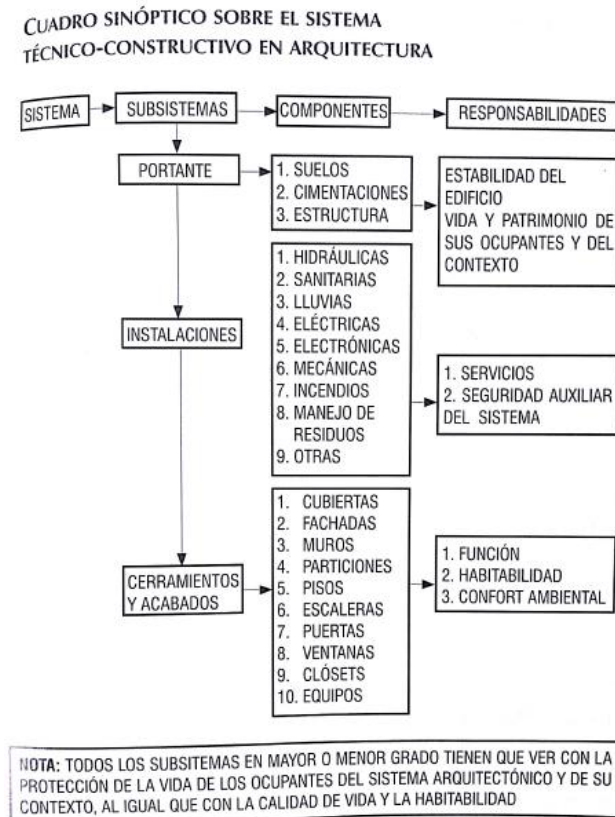 CUADRO SINÓPTICO SOBRE EL SISTEMA
TÉCNICO-CONSTRUCTIVO EN ARQUITECTURA
SISTEMA
SUBSISTEMAS
COMPONENTES
RESPONSABILIDADES
PORTANTE
1. SUELOS
2. CIMENTACIONES
3. ESTRUCTURA
ESTABILIDAD DEL
EDIFICIO
VIDA Y PATRIMONIO DE
SUS OCUPANTES Y DEL
CONTEXTO
INSTALACIONES
1. HIDRÁULICAS
2. SANITARIAS
3. LLUVIAS
4. ELÉCTRICAS
5. ELECTRÓNICAS
6. MECÁNICAS
7. INCENDIOS
8. MANEJO DE
RESIDUOS
9. OTRAS
1. SERVICIOS
2. SEGURIDAD AUXILIAR
DEL SISTEMA
CERRAMIENTOS
Y ACABADOS
1. CUBIERTAS
2. FACHADAS
3. MUROS
4. PARTICIONES
5. PISOS
6. ESCALERAS
7. PUERTAS
8. VENTANAS
9. CLÓSETS
10. EQUIPOS
1. FUNCIÓN
2. HABITABILIDAD
3. CONFORT AMBIENTAL
NOTA: TODOS LOS SUBSITEMAS EN MAYOR O MENOR GRADO TIENEN QUE VER CON LA
PROTECCIÓN DE LA VIDA DE LOS OCUPANTES DEL SISTEMA ARQUITECTÓNICO Y DE SU
CONTEXTO, AL IGUAL QUE CON LA CALIDAD DE VIDA Y LA HABITABILIDAD